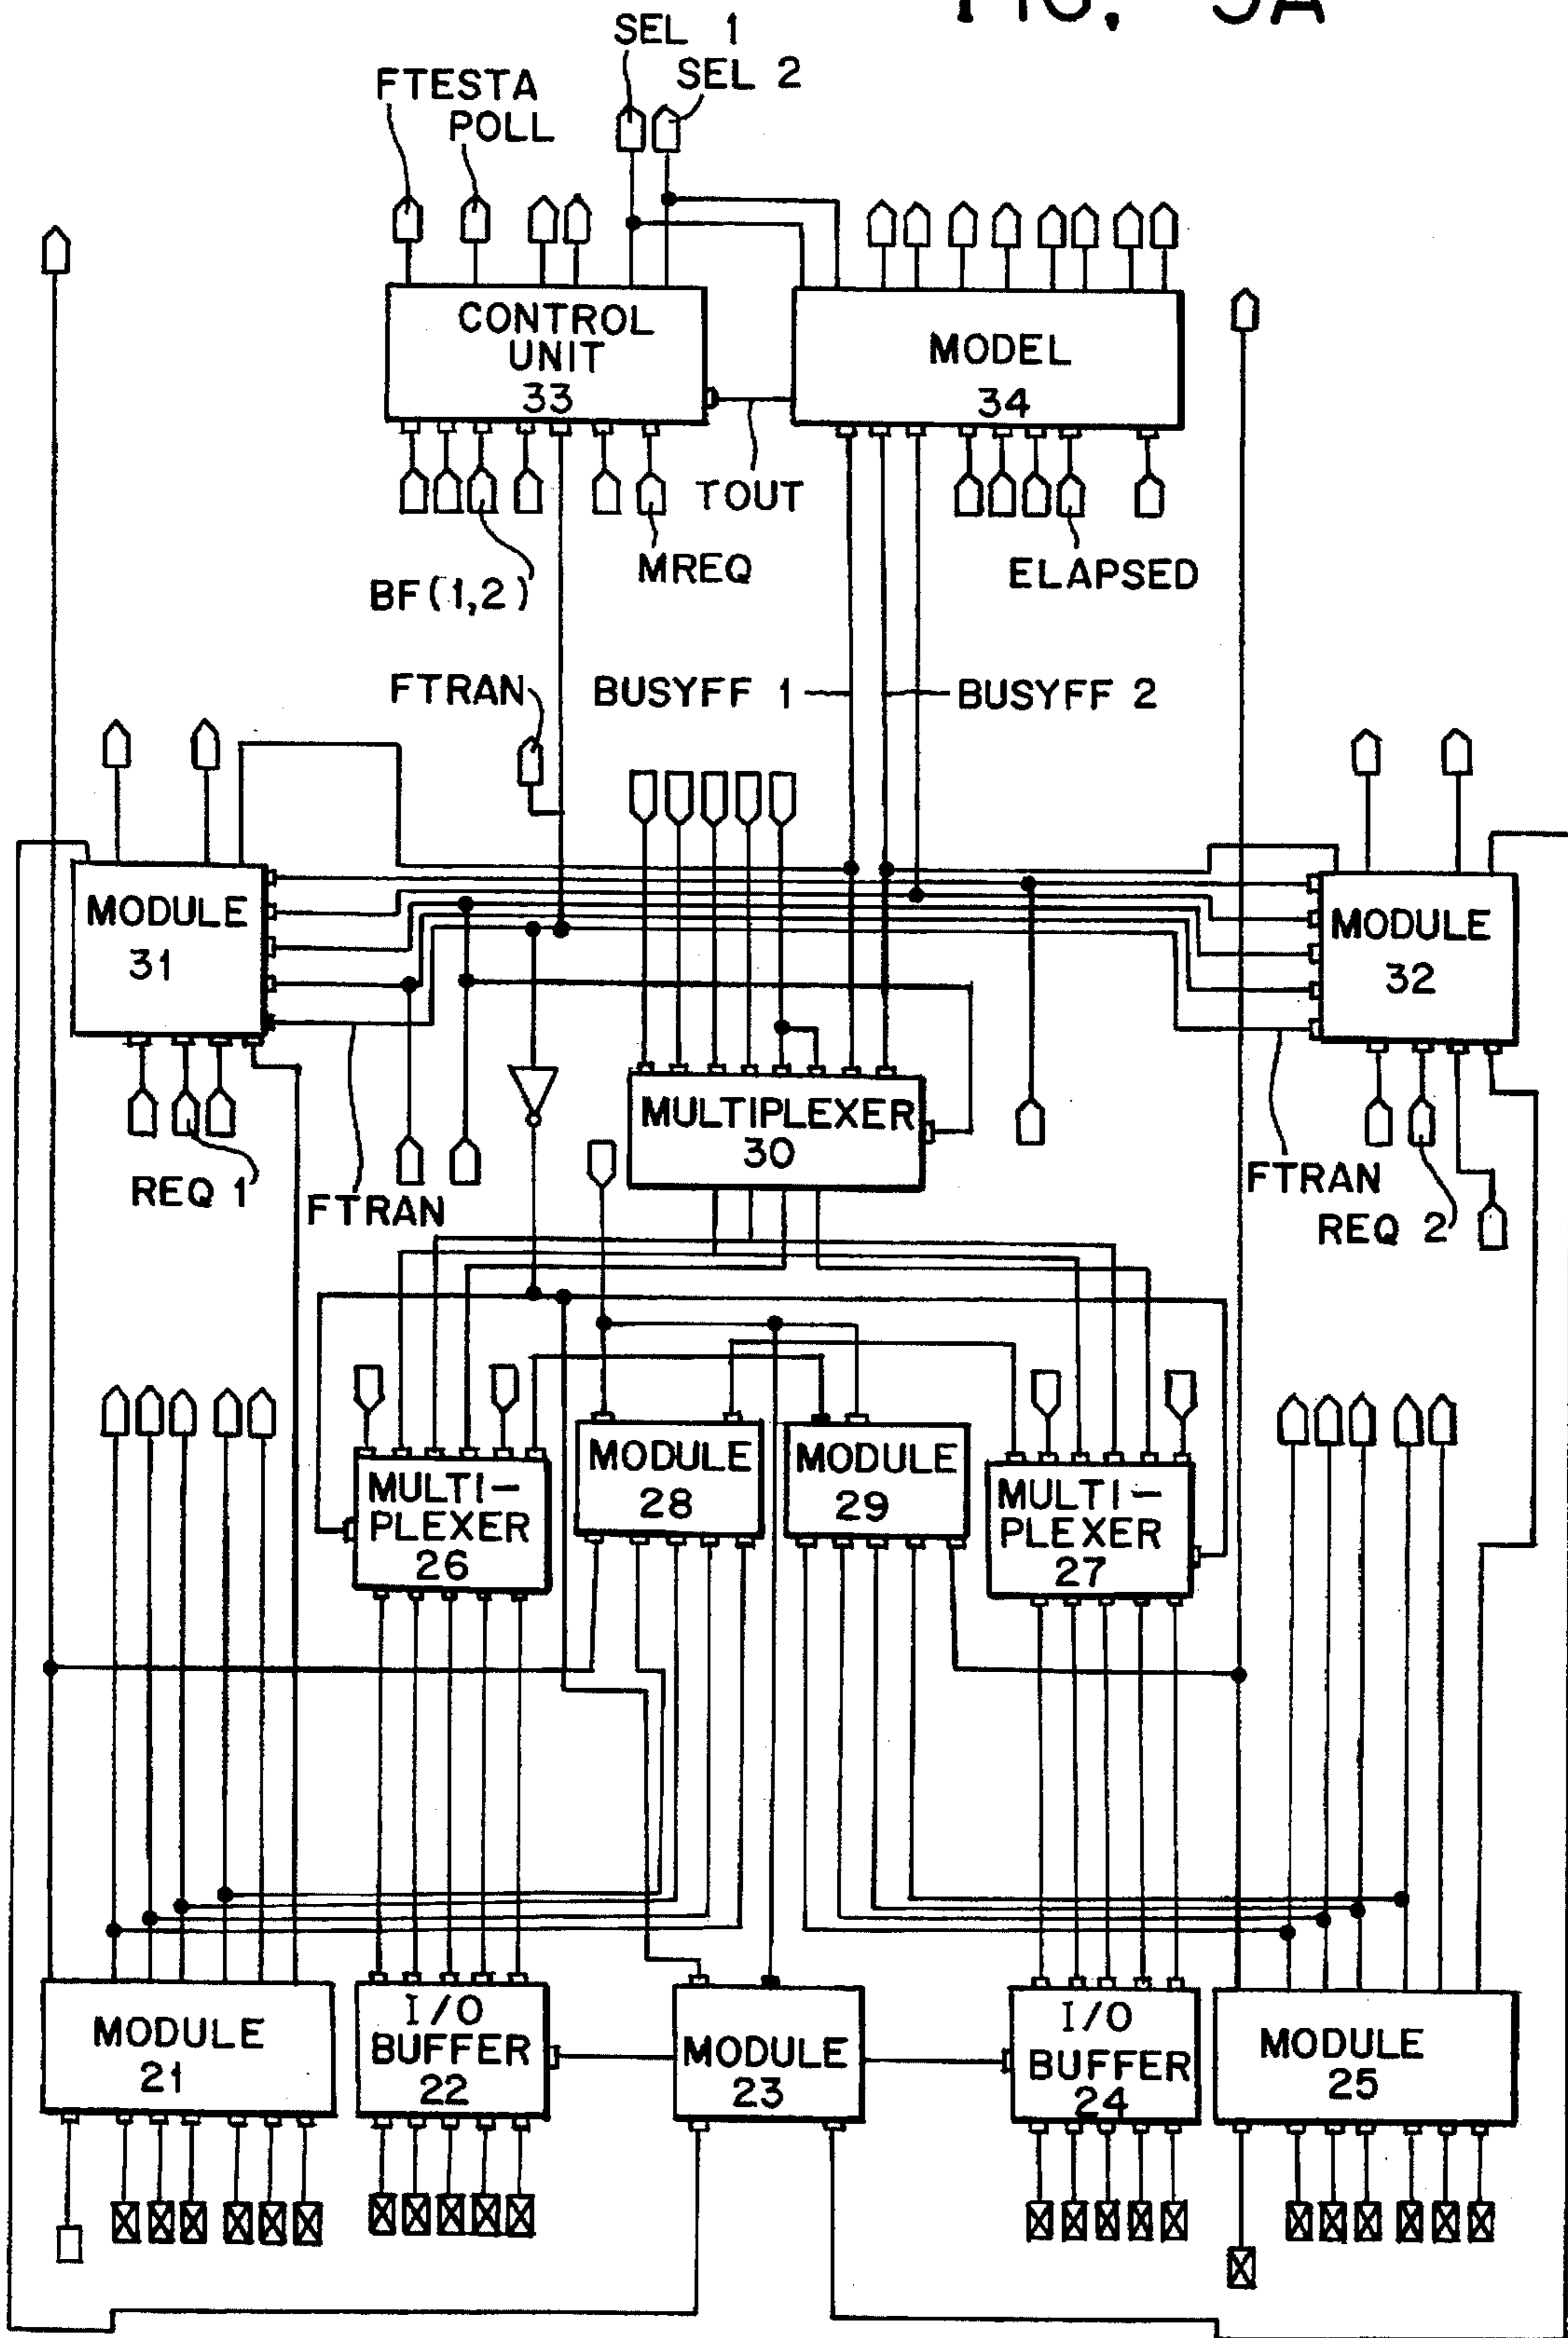 FIG. 5A
SEL 1
SEL 2
FTESTA
POLL
CONTROL
UNIT
33
MODEL
34
TOUT
MREQ
BF(1,2)
ELAPSED
FTRAN
BUSYFF 1
BUSYFF 2
MODULE
31
MODULE
32
MULTIPLEXER
30
REQ 1
FTRAN
FTRAN
REQ 2
MULTI-
PLEXER
26
MODULE
28
MODULE
29
MULTI-
PLEXER
27
MODULE
21
I/O
BUFFER
22
MODULE
23
I/O
BUFFER
24
MODULE
25